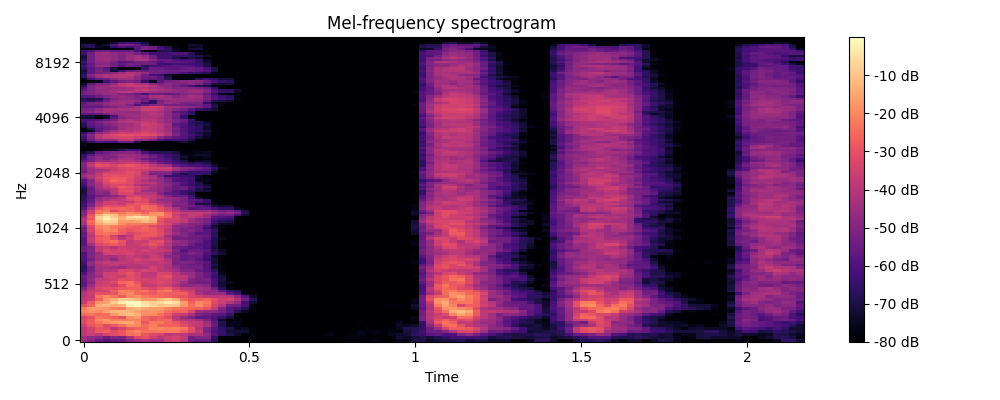 Mel-frequency spectrogram
Hz
8192
4096
2048
1024
512
0
0 0.5 1 1.5 2
Time
-10 dB
-20 dB
-30 dB
-40 dB
-50 dB
-60 dB
-70 dB
-80 dB